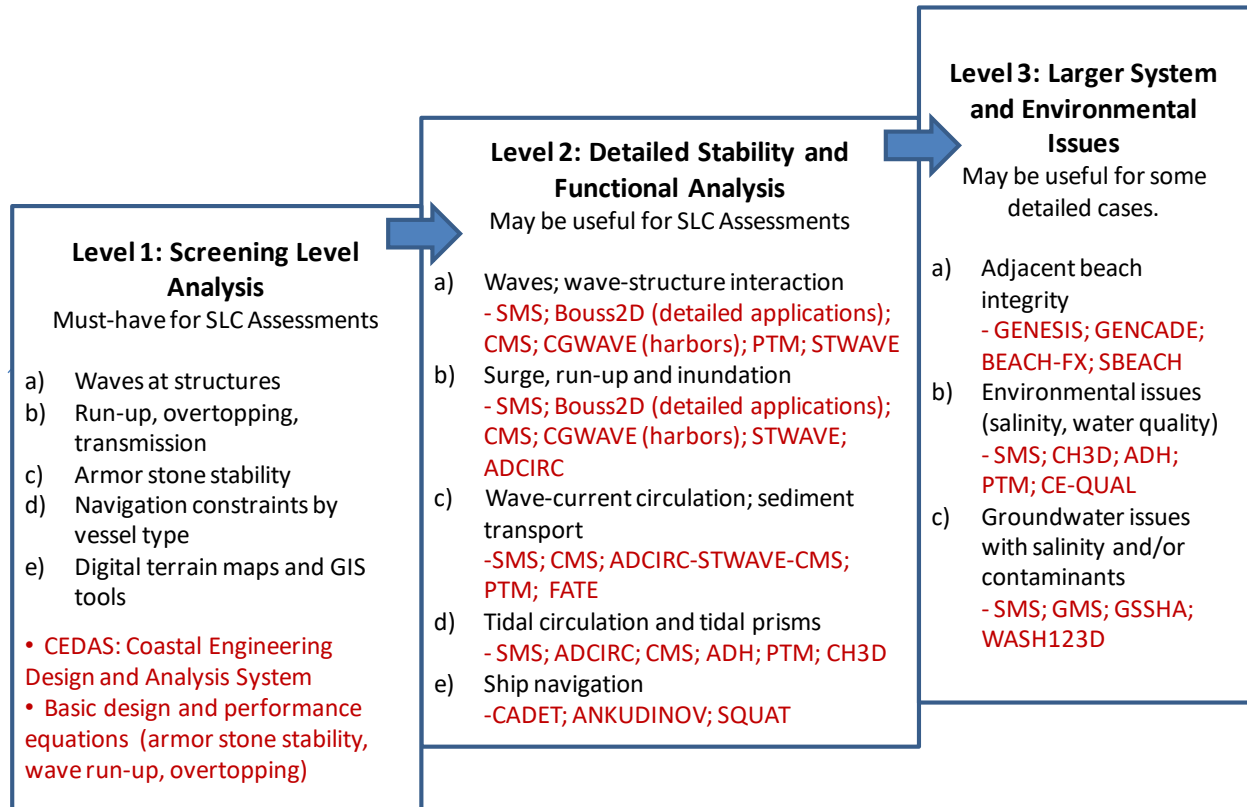 Level 1: Screening Level
Analysis
Must-have for SLC Assessments
a) Waves at structures
b) Run-up, overtopping,
transmission
c) Armor stone stability
d) Navigation constraints by
vessel type
e) Digital terrain maps and GIS
tools
• CEDAS: Coastal Engineering
Design and Analysis System
• Basic design and performance
equations (armor stone stability,
wave run-up, overtopping)
Level 2: Detailed Stability and
Functional Analysis
May be useful for SLC Assessments
a) Waves; wave-structure interaction
- SMS; Bouss2D (detailed applications);
CMS; CGWAVE (harbors); PTM; STWAVE
b) Surge, run-up and inundation
- SMS; Bouss2D (detailed applications);
CMS; CGWAVE (harbors); STWAVE;
ADCIRC
c) Wave-current circulation; sediment
transport
-SMS; CMS; ADCIRC-STWAVE-CMS;
PTM; FATE
d) Tidal circulation and tidal prisms
- SMS; ADCIRC; CMS; ADH; PTM; CH3D
e) Ship navigation
-CADET; ANKUDINOV; SQUAT
Level 3: Larger System
and Environmental
Issues
May be useful for some
detailed cases.
a) Adjacent beach
integrity
- GENESIS; GENCADE;
BEACH-FX; SBEACH
b) Environmental issues
(salinity, water quality)
- SMS; CH3D; ADH;
PTM; CE-QUAL
c) Groundwater issues
with salinity and/or
contaminants
- SMS; GMS; GSSHA;
WASH123D